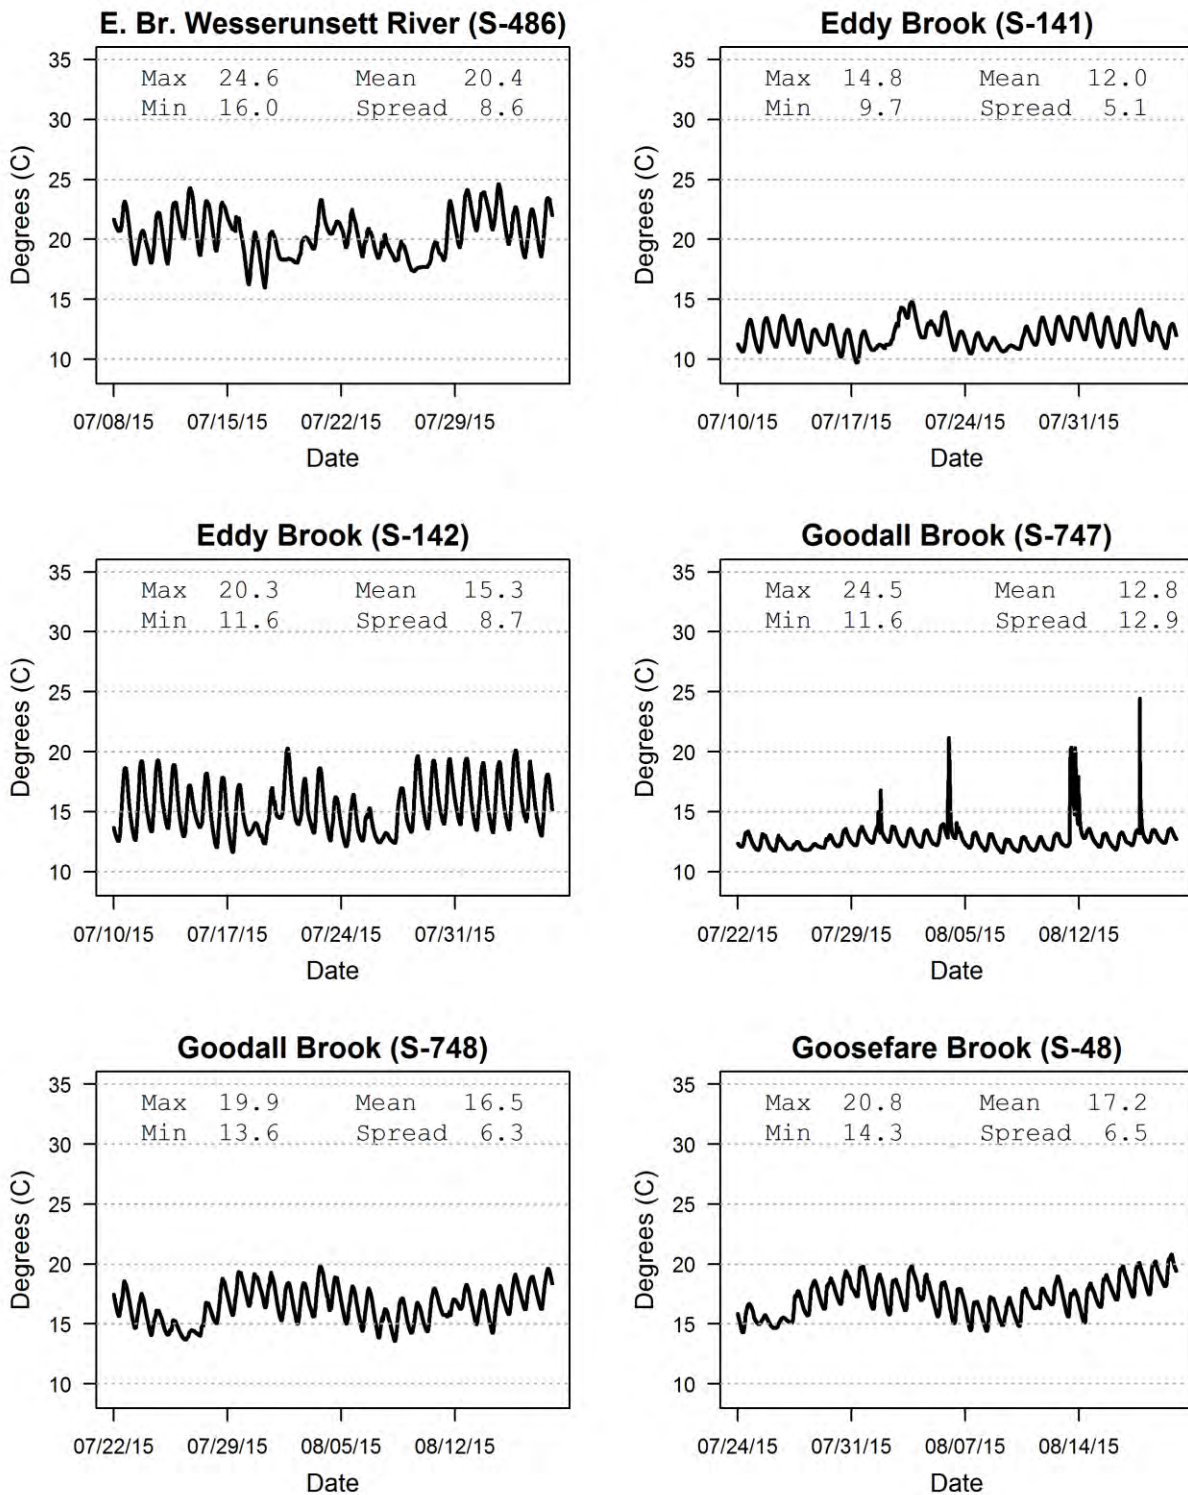 E. Br. Wesserunsett River (S-486)
Max 24.6 Mean 20.4
Min 16.0 Spread 8.6
35
30
25
20
15
10
Degrees (C)
07/08/15 07/15/15 07/22/15 07/29/15
Date
Eddy Brook (S-141)
Max 14.8 Mean 12.0
Min 9.7 Spread 5.1
35
30
25
20
15
10
Degrees (C)
07/10/15 07/17/15 07/24/15 07/31/15
Date
Eddy Brook (S-142)
Max 20.3 Mean 15.3
Min 11.6 Spread 8.7
35
30
25
20
15
10
Degrees (C)
07/10/15 07/17/15 07/24/15 07/31/15
Date
Goodall Brook (S-747)
Max 24.5 Mean 12.8
Min 11.6 Spread 12.9
35
30
25
20
15
10
Degrees (C)
07/22/15 07/29/15 08/05/15 08/12/15
Date
Goodall Brook (S-748)
Max 19.9 Mean 16.5
Min 13.6 Spread 6.3
35
30
25
20
15
10
Degrees (C)
07/22/15 07/29/15 08/05/15 08/12/15
Date
Goosefare Brook (S-48)
Max 20.8 Mean 17.2
Min 14.3 Spread 6.5
35
30
25
20
15
10
Degrees (C)
07/24/15 07/31/15 08/07/15 08/14/15
Date